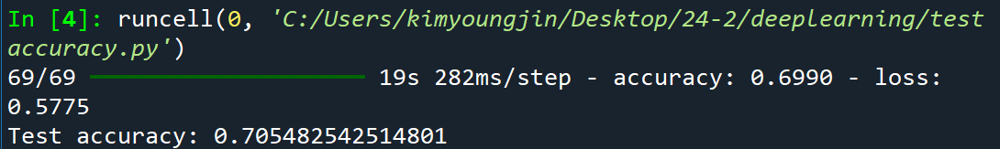 In [4]: runcell(0, 'C:/Users/kimyoungjin/Desktop/24-2/deeplearning/test
accuracy.py')
69/69 ━━━━━━━━━━━━━━━━━━━━ 19s 282ms/step - accuracy: 0.6990 - loss:
0.5775
Test accuracy: 0.705482542514801